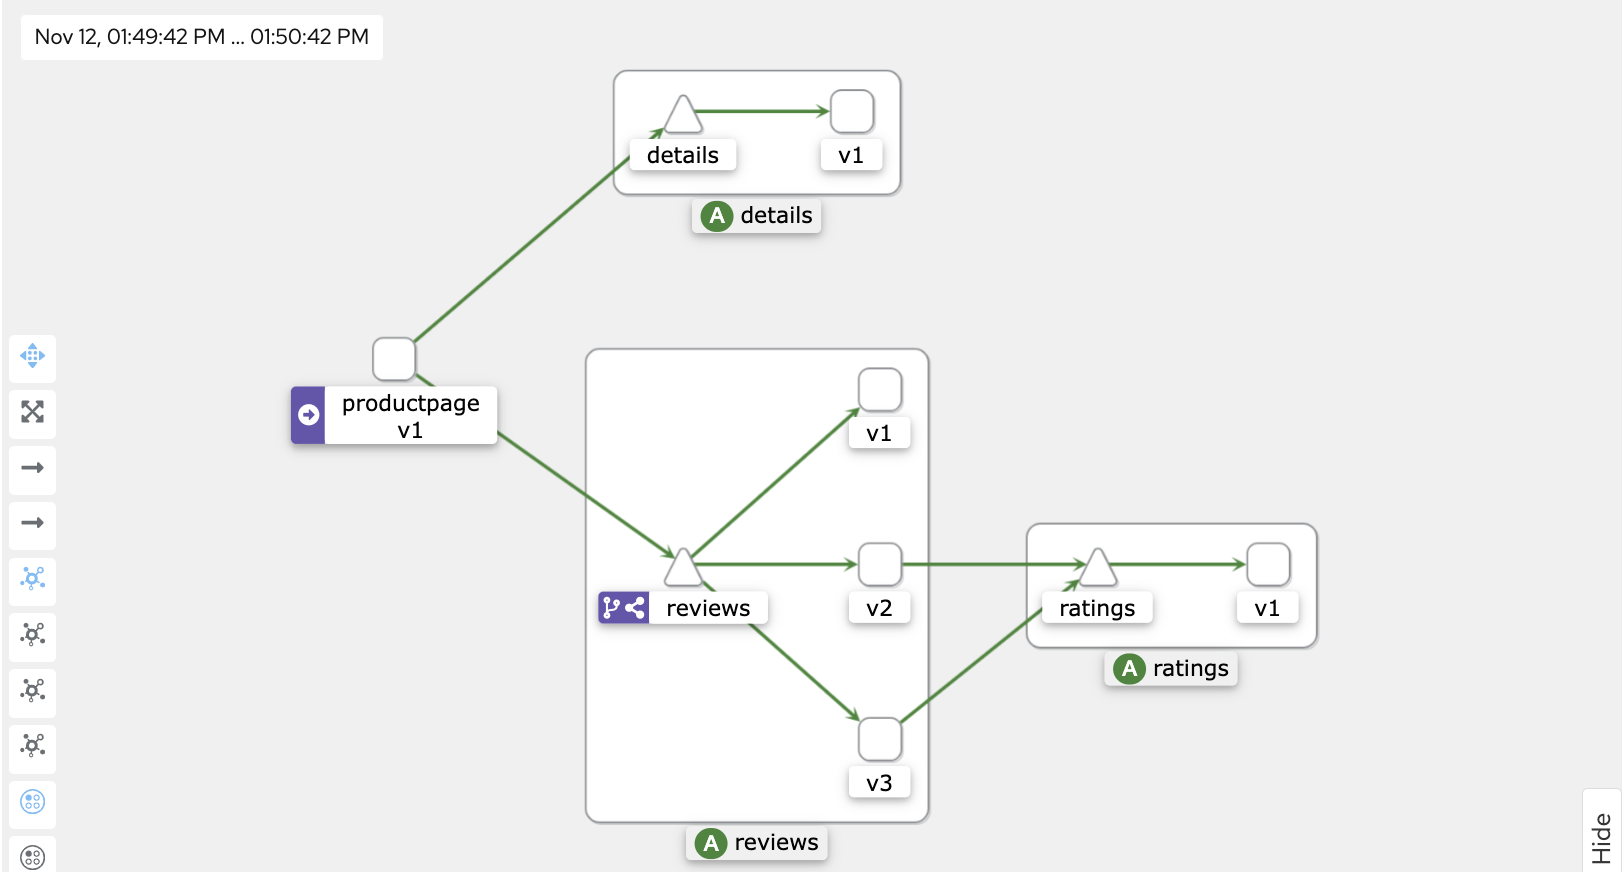 Nov 12, 01:49:42 PM ... 01:50:42 PM
details
v1
A details
productpage
v1
v1
reviews
v2
ratings
v1
A ratings
v3
A reviews
Hide